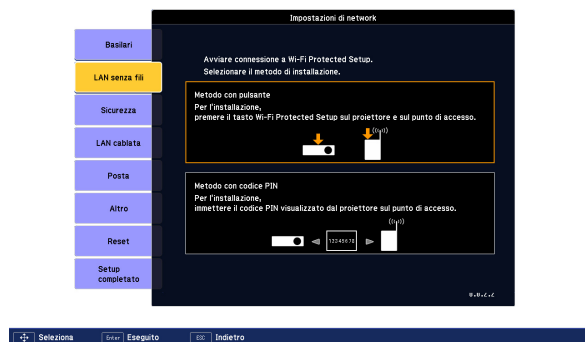 Impostazioni di network
Basilari
LAN senza fili
Sicurezza
LAN cablata
Posta
Altro
Reset
Setup
completato
Avviare connessione a Wi-Fi Protected Setup.
Selezionare il metodo di installazione.
Metodo con pulsante
Per l'installazione,
premere il tasto Wi-Fi Protected Setup sul proiettore e sul punto di accesso.
Metodo con codice PIN
Per l'installazione,
immettere il codice PIN visualizzato dal proiettore sul punto di accesso.
12345678
Seleziona
Enter Eseguito
ESC Indietro